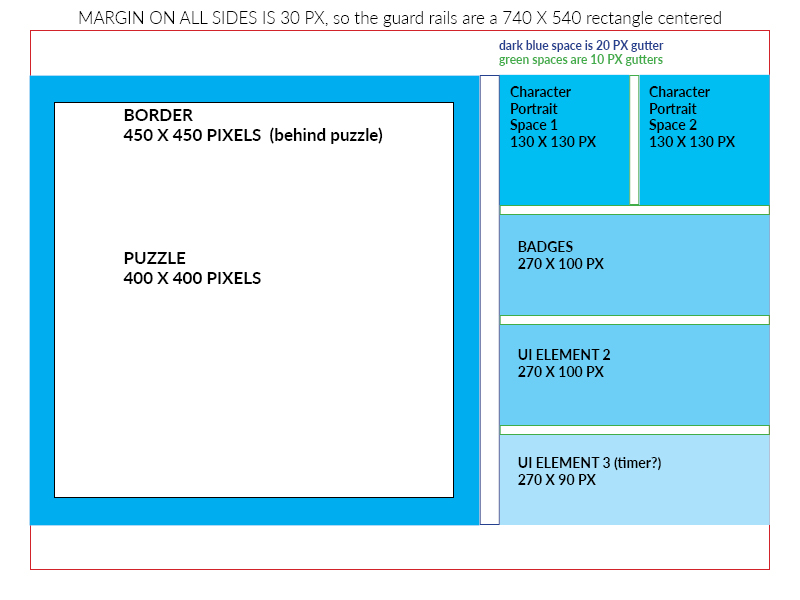 MARGIN ON ALL SIDES IS 30 PX, so the guard rails are a 740 X 540 rectangle centered
dark blue space is 20 PX gutter
green spaces are 10 PX gutters
BORDER
450 X 450 PIXELS (behind puzzle)
PUZZLE
400 X 400 PIXELS
Character
Portrait
Space 1
130 X 130 PX
Character
Portrait
Space 2
130 X 130 PX
BADGES
270 X 100 PX
UI ELEMENT 2
270 X 100 PX
UI ELEMENT 3 (timer?)
270 X 90 PX